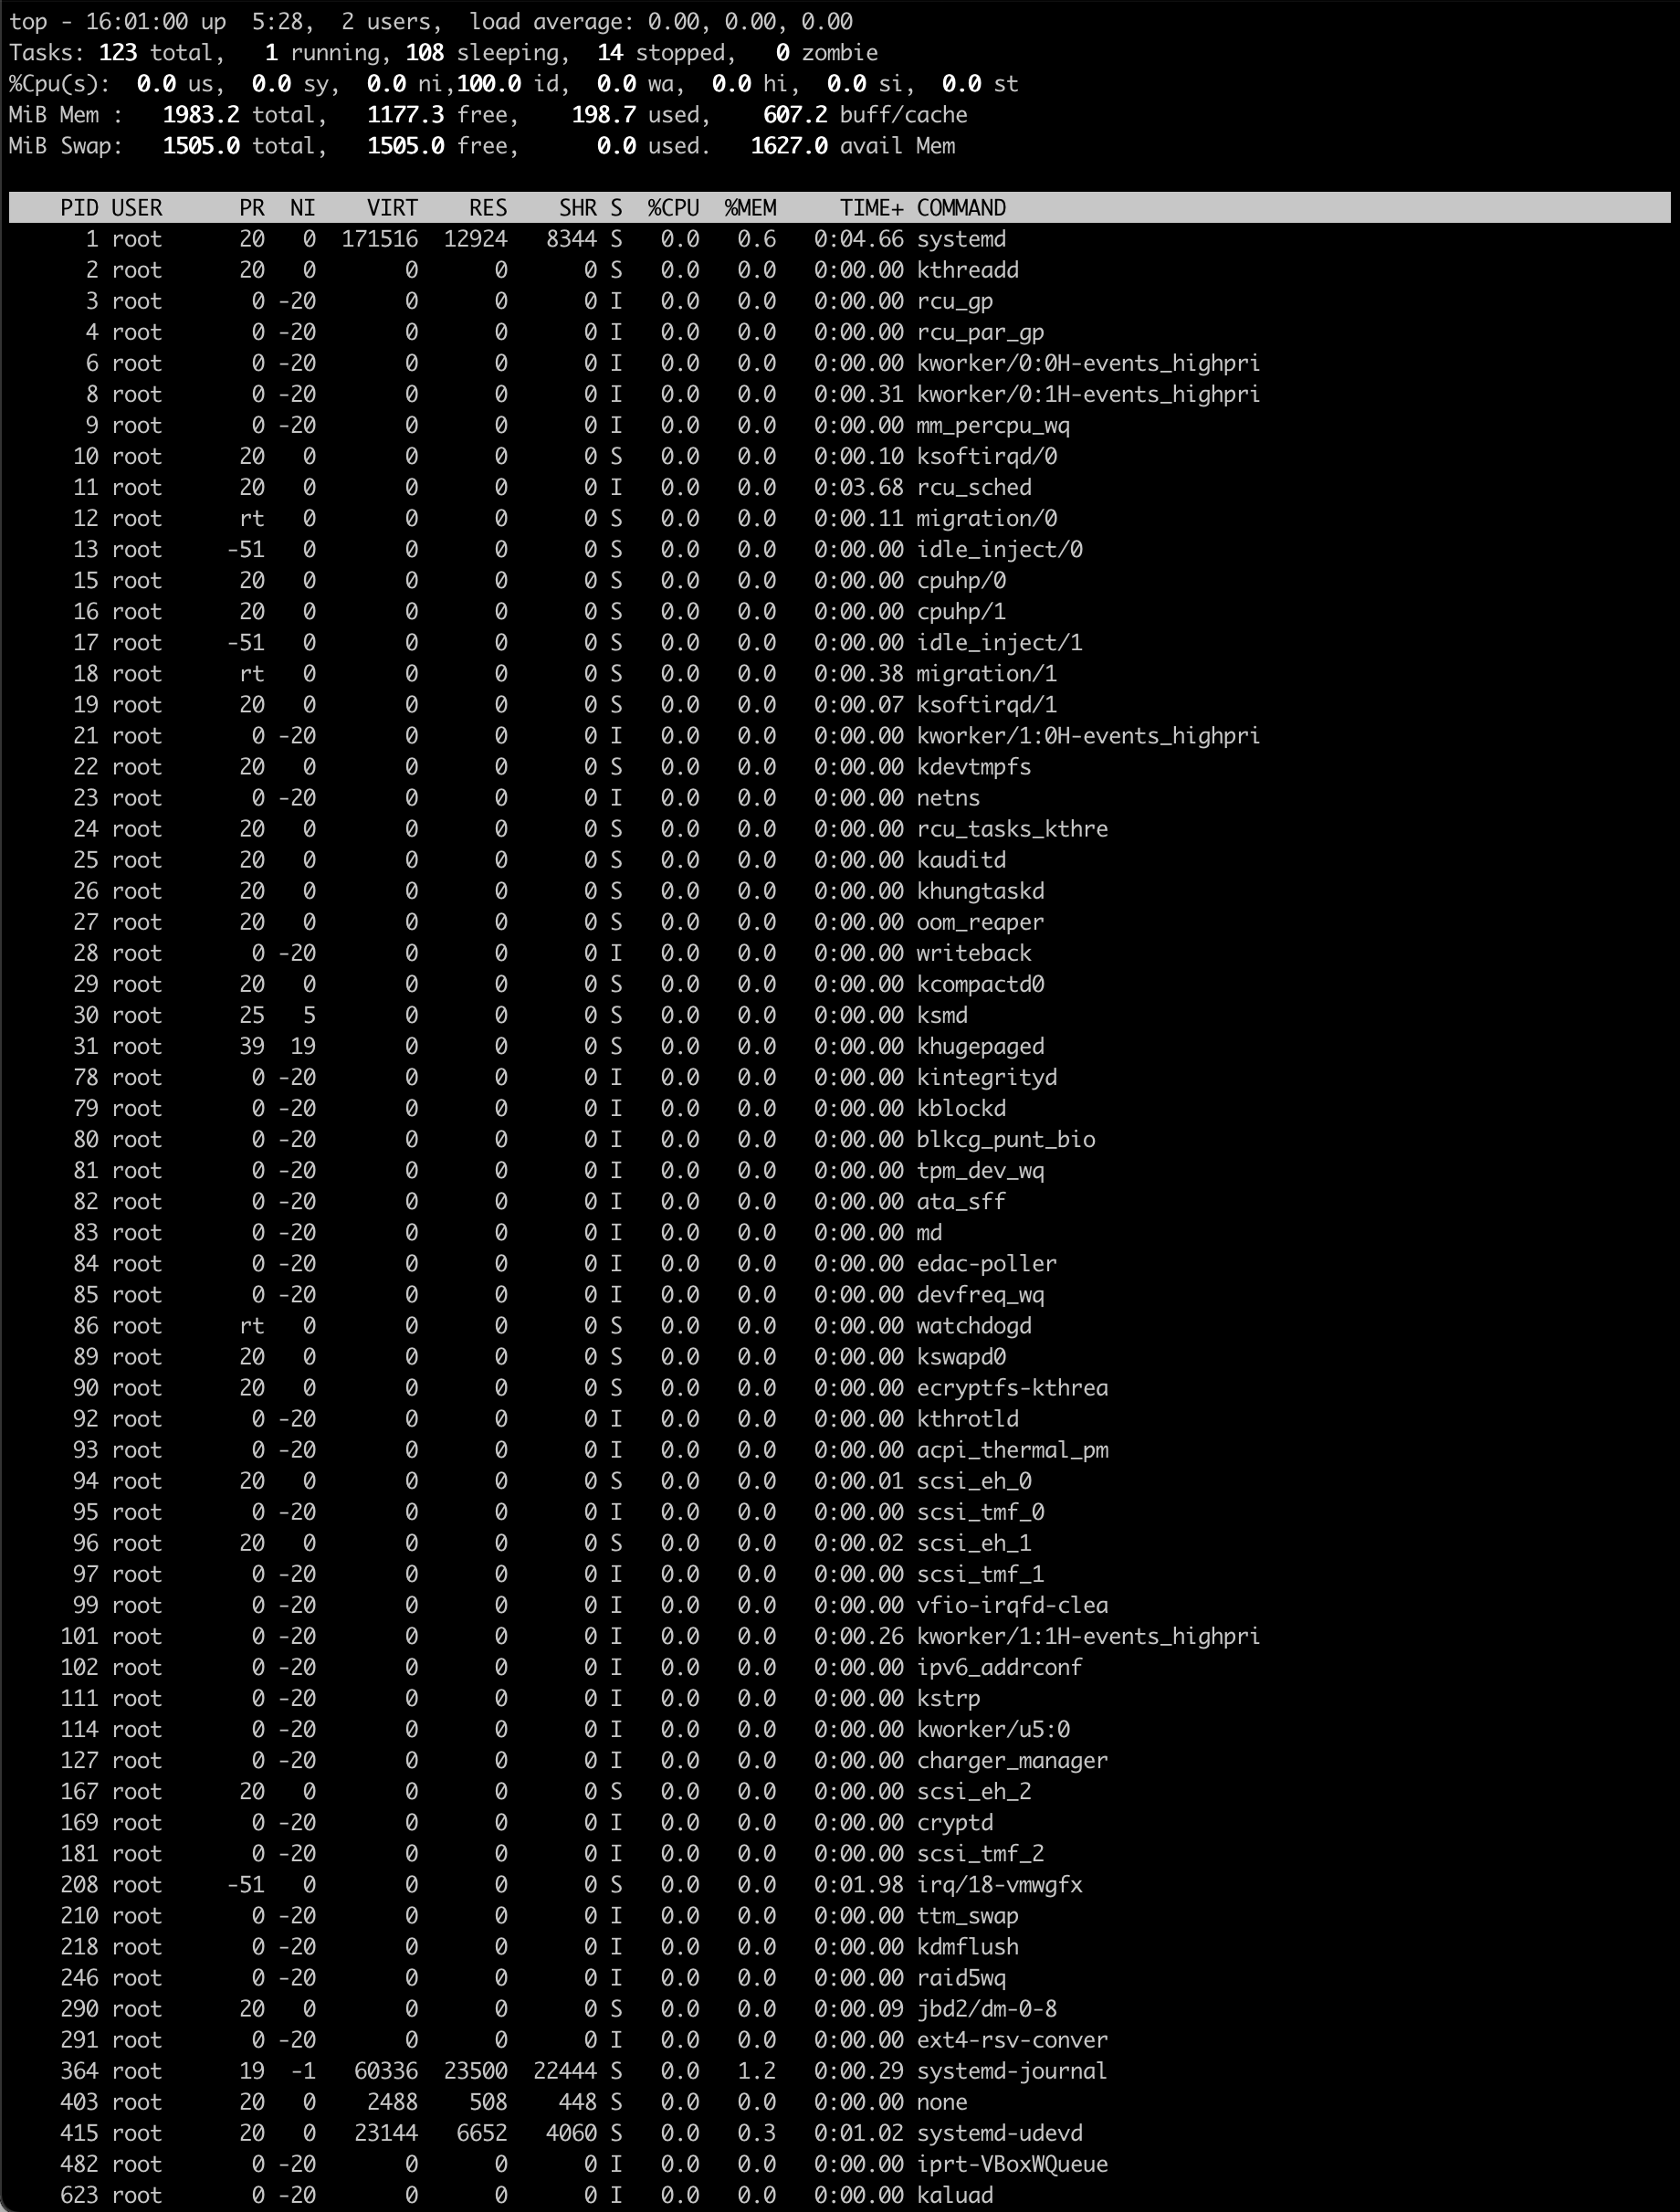 top - 16:01:00 up  5:28,  2 users,  load average: 0.00, 0.00, 0.00
Tasks: 123 total,   1 running, 108 sleeping,  14 stopped,   0 zombie
%Cpu(s):  0.0 us,  0.0 sy,  0.0 ni,100.0 id,  0.0 wa,  0.0 hi,  0.0 si,  0.0 st
MiB Mem :   1983.2 total,   1177.3 free,    198.7 used,    607.2 buff/cache
MiB Swap:   1505.0 total,   1505.0 free,      0.0 used.   1627.0 avail Mem
PID USER PR NI VIRT RES SHR S %CPU %MEM TIME+ COMMAND
1 root 20 0 171516 12924 8344 S 0.0 0.6 0:04.66 systemd
2 root 20 0 0 0 0 S 0.0 0.0 0:00.00 kthreadd
3 root 0 -20 0 0 0 I 0.0 0.0 0:00.00 rcu_gp
4 root 0 -20 0 0 0 I 0.0 0.0 0:00.00 rcu_par_gp
6 root 0 -20 0 0 0 I 0.0 0.0 0:00.00 kworker/0:0H-events_highpri
8 root 0 -20 0 0 0 I 0.0 0.0 0:00.31 kworker/0:1H-events_highpri
9 root 0 -20 0 0 0 I 0.0 0.0 0:00.00 mm_percpu_wq
10 root 20 0 0 0 0 S 0.0 0.0 0:00.10 ksoftirqd/0
11 root 20 0 0 0 0 I 0.0 0.0 0:03.68 rcu_sched
12 root rt 0 0 0 0 S 0.0 0.0 0:00.11 migration/0
13 root -51 0 0 0 0 S 0.0 0.0 0:00.00 idle_inject/0
15 root 20 0 0 0 0 S 0.0 0.0 0:00.00 cpuhp/0
16 root 20 0 0 0 0 S 0.0 0.0 0:00.00 cpuhp/1
17 root -51 0 0 0 0 S 0.0 0.0 0:00.00 idle_inject/1
18 root rt 0 0 0 0 S 0.0 0.0 0:00.38 migration/1
19 root 20 0 0 0 0 S 0.0 0.0 0:00.07 ksoftirqd/1
21 root 0 -20 0 0 0 I 0.0 0.0 0:00.00 kworker/1:0H-events_highpri
22 root 20 0 0 0 0 S 0.0 0.0 0:00.00 kdevtmpfs
23 root 0 -20 0 0 0 I 0.0 0.0 0:00.00 netns
24 root 20 0 0 0 0 S 0.0 0.0 0:00.00 rcu_tasks_kthre
25 root 20 0 0 0 0 S 0.0 0.0 0:00.00 kauditd
26 root 20 0 0 0 0 S 0.0 0.0 0:00.00 khungtaskd
27 root 20 0 0 0 0 S 0.0 0.0 0:00.00 oom_reaper
28 root 0 -20 0 0 0 I 0.0 0.0 0:00.00 writeback
29 root 20 0 0 0 0 S 0.0 0.0 0:00.00 kcompactd0
30 root 25 5 0 0 0 S 0.0 0.0 0:00.00 ksmd
31 root 39 19 0 0 0 S 0.0 0.0 0:00.00 khugepaged
78 root 0 -20 0 0 0 I 0.0 0.0 0:00.00 kintegrityd
79 root 0 -20 0 0 0 I 0.0 0.0 0:00.00 kblockd
80 root 0 -20 0 0 0 I 0.0 0.0 0:00.00 blkcg_punt_bio
81 root 0 -20 0 0 0 I 0.0 0.0 0:00.00 tpm_dev_wq
82 root 0 -20 0 0 0 I 0.0 0.0 0:00.00 ata_sff
83 root 0 -20 0 0 0 I 0.0 0.0 0:00.00 md
84 root 0 -20 0 0 0 I 0.0 0.0 0:00.00 edac-poller
85 root 0 -20 0 0 0 I 0.0 0.0 0:00.00 devfreq_wq
86 root rt 0 0 0 0 S 0.0 0.0 0:00.00 watchdogd
89 root 20 0 0 0 0 S 0.0 0.0 0:00.00 kswapd0
90 root 20 0 0 0 0 S 0.0 0.0 0:00.00 ecryptfs-kthrea
92 root 0 -20 0 0 0 I 0.0 0.0 0:00.00 kthrotld
93 root 0 -20 0 0 0 I 0.0 0.0 0:00.00 acpi_thermal_pm
94 root 20 0 0 0 0 S 0.0 0.0 0:00.01 scsi_eh_0
95 root 0 -20 0 0 0 I 0.0 0.0 0:00.00 scsi_tmf_0
96 root 20 0 0 0 0 S 0.0 0.0 0:00.02 scsi_eh_1
97 root 0 -20 0 0 0 I 0.0 0.0 0:00.00 scsi_tmf_1
99 root 0 -20 0 0 0 I 0.0 0.0 0:00.00 vfio-irqfd-clea
101 root 0 -20 0 0 0 I 0.0 0.0 0:00.26 kworker/1:1H-events_highpri
102 root 0 -20 0 0 0 I 0.0 0.0 0:00.00 ipv6_addrconf
111 root 0 -20 0 0 0 I 0.0 0.0 0:00.00 kstrp
114 root 0 -20 0 0 0 I 0.0 0.0 0:00.00 kworker/u5:0
127 root 0 -20 0 0 0 I 0.0 0.0 0:00.00 charger_manager
167 root 20 0 0 0 0 S 0.0 0.0 0:00.00 scsi_eh_2
169 root 0 -20 0 0 0 I 0.0 0.0 0:00.00 cryptd
181 root 0 -20 0 0 0 I 0.0 0.0 0:00.00 scsi_tmf_2
208 root -51 0 0 0 0 S 0.0 0.0 0:01.98 irq/18-vmwgfx
210 root 0 -20 0 0 0 I 0.0 0.0 0:00.00 ttm_swap
218 root 0 -20 0 0 0 I 0.0 0.0 0:00.00 kdmflush
246 root 0 -20 0 0 0 I 0.0 0.0 0:00.00 raid5wq
290 root 20 0 0 0 0 S 0.0 0.0 0:00.09 jbd2/dm-0-8
291 root 0 -20 0 0 0 I 0.0 0.0 0:00.00 ext4-rsv-conver
364 root 19 -1 60336 23500 22444 S 0.0 1.2 0:00.29 systemd-journal
403 root 20 0 2488 508 448 S 0.0 0.0 0:00.00 none
415 root 20 0 23144 6652 4060 S 0.0 0.3 0:01.02 systemd-udevd
482 root 0 -20 0 0 0 I 0.0 0.0 0:00.00 iprt-VBoxWQueue
623 root 0 -20 0 0 0 I 0.0 0.0 0:00.00 kaluad